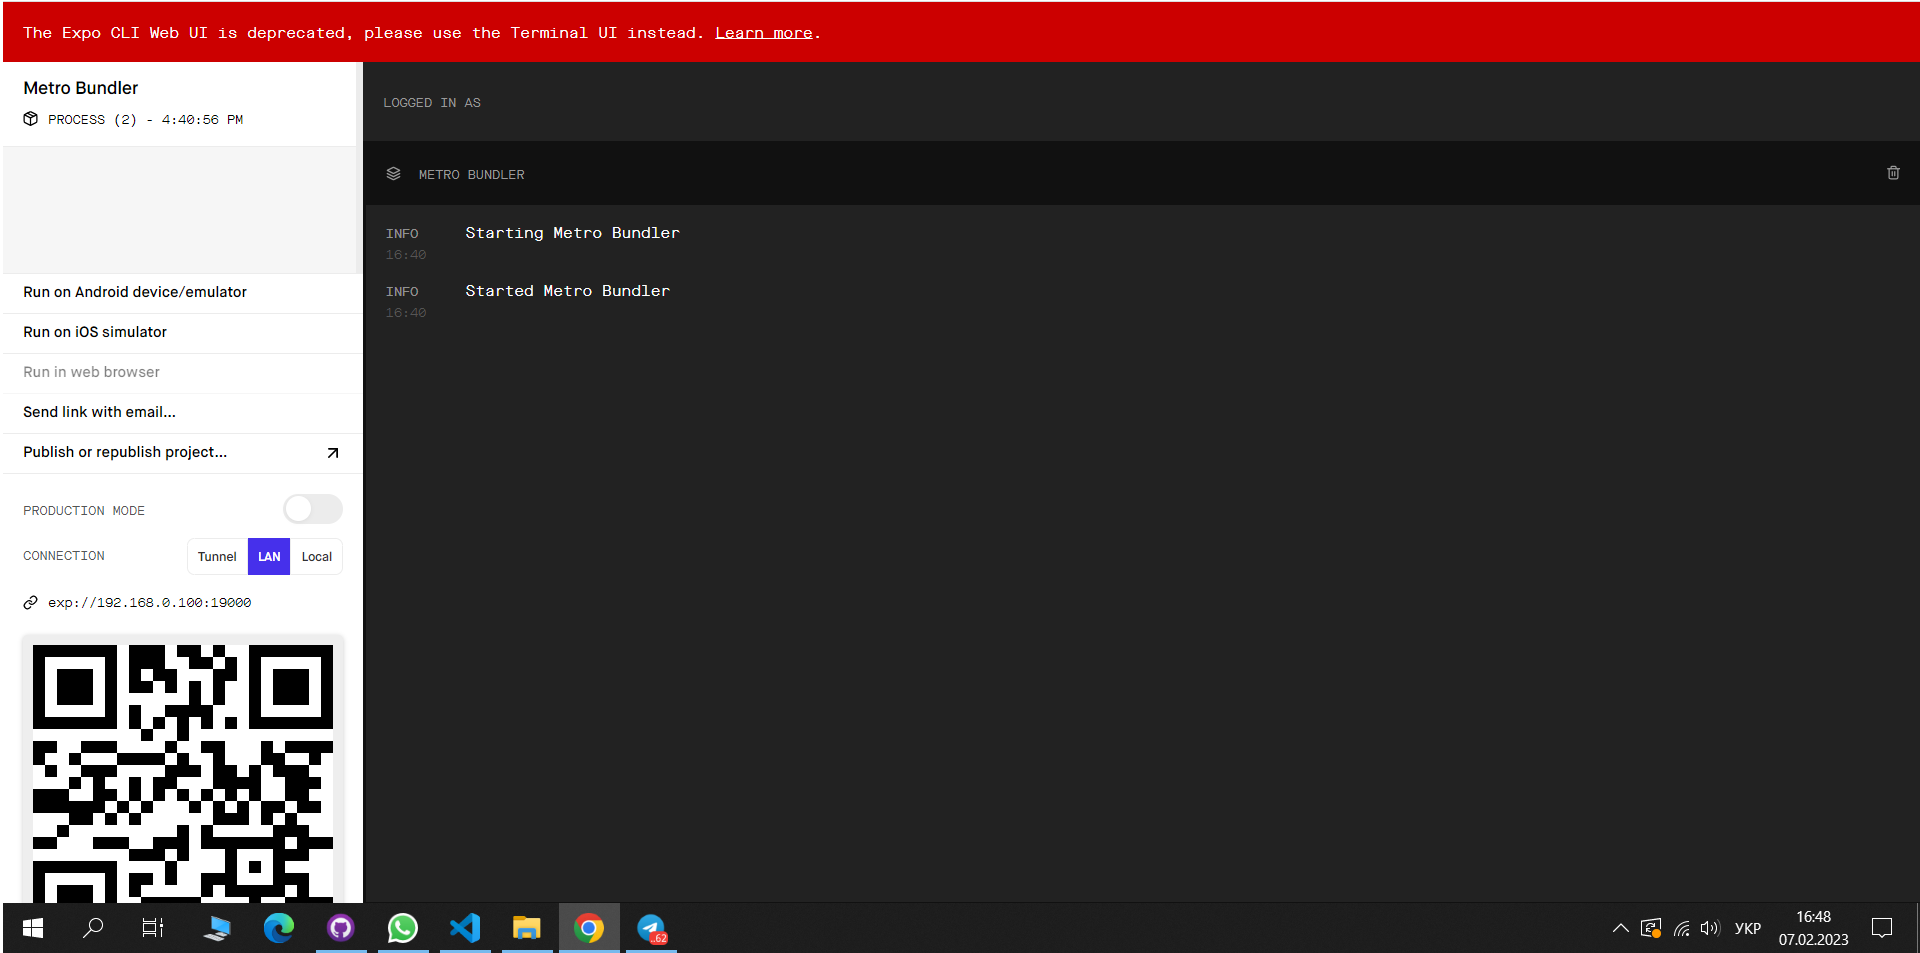 The Expo CLI Web UI is deprecated, please use the Terminal UI instead. Learn more.
Metro Bundler
PROCESS (2) - 4:40:56 PM
Run on Android device/emulator
Run on iOS simulator
Run in web browser
Send link with email...
Publish or republish project...
PRODUCTION MODE
CONNECTION
Tunnel
LAN
Local
exp://192.168.0.100:19000
LOGGED IN AS
METRO BUNDLER
INFO
Starting Metro Bundler
16:40
INFO
Started Metro Bundler
16:40
..62
УКР
16:48
07.02.2023